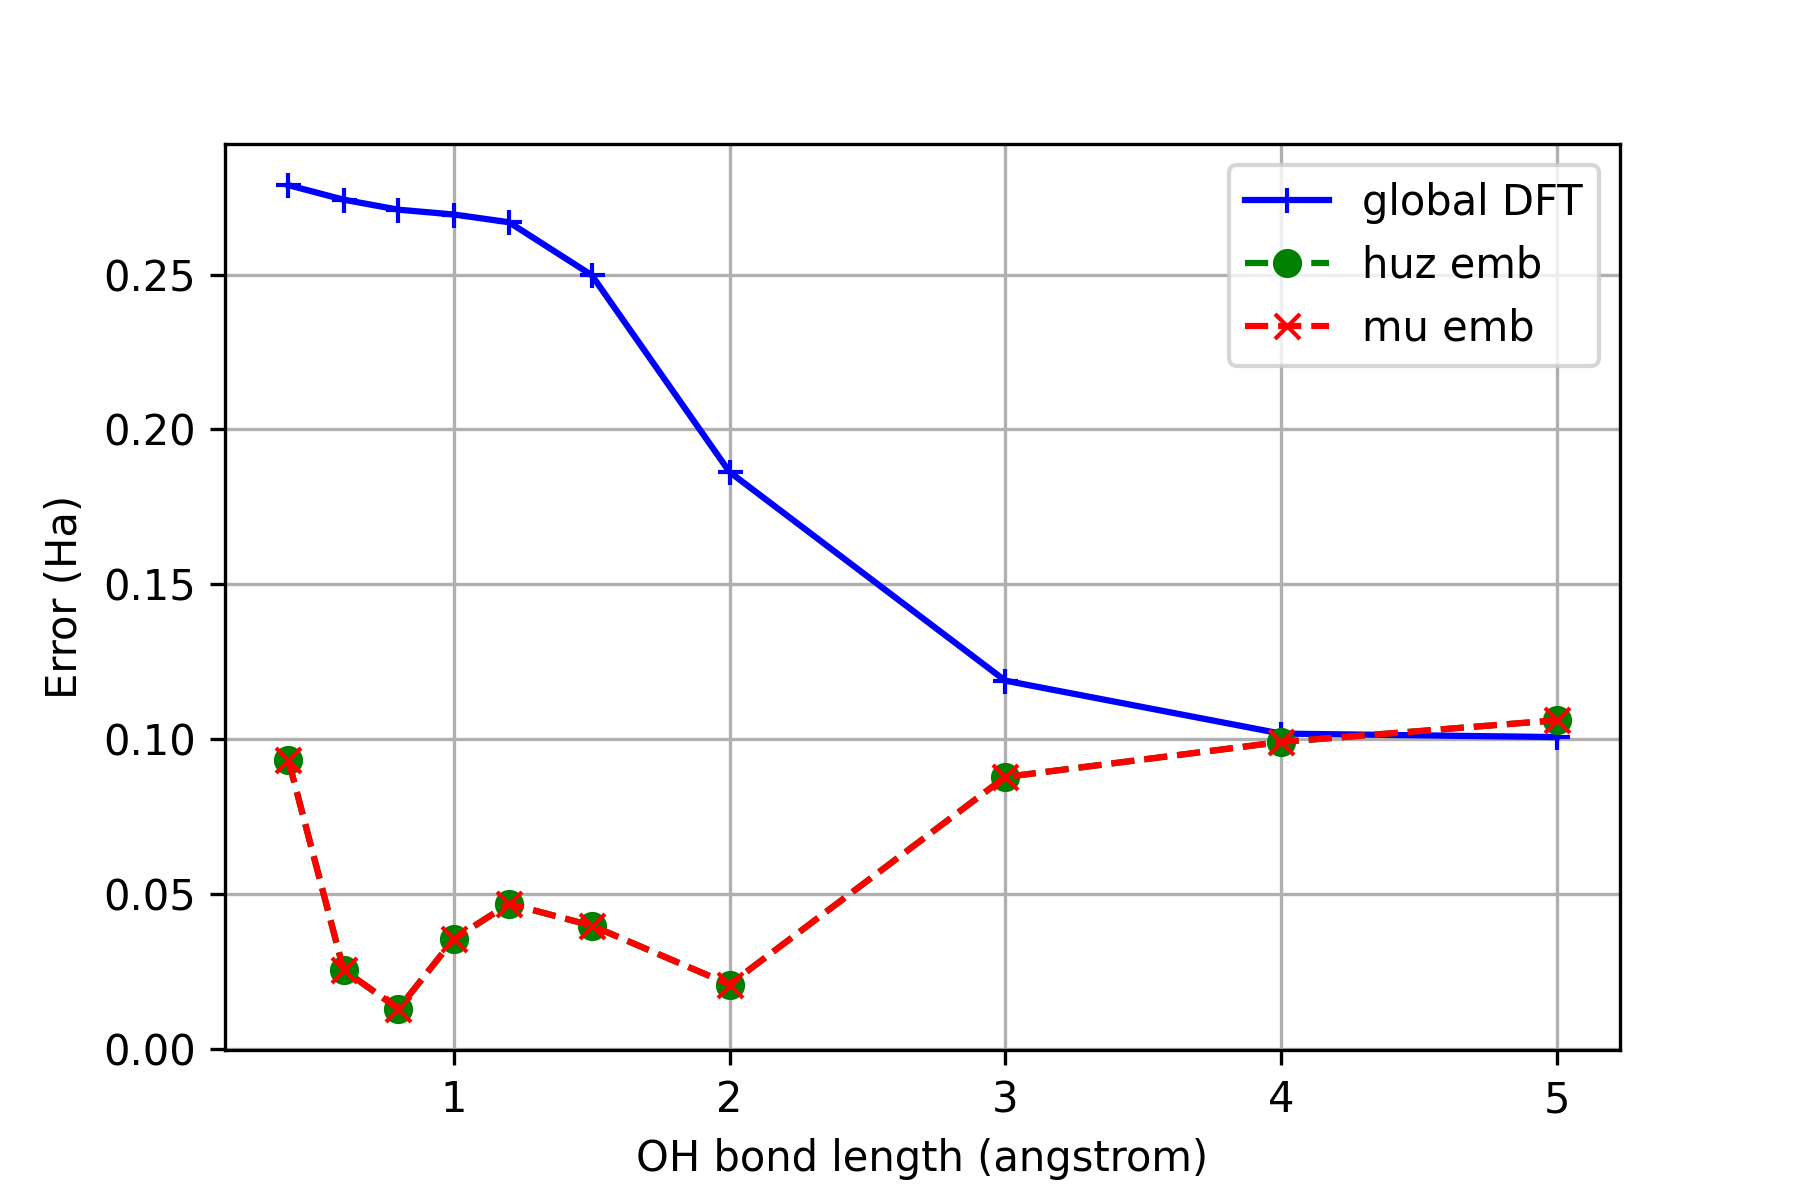 global DFT
huz emb
mu emb
0.25
0.20
0.15
0.10
0.05
0.00
Error (Ha)
1 2 3 4 5
OH bond length (angstrom)